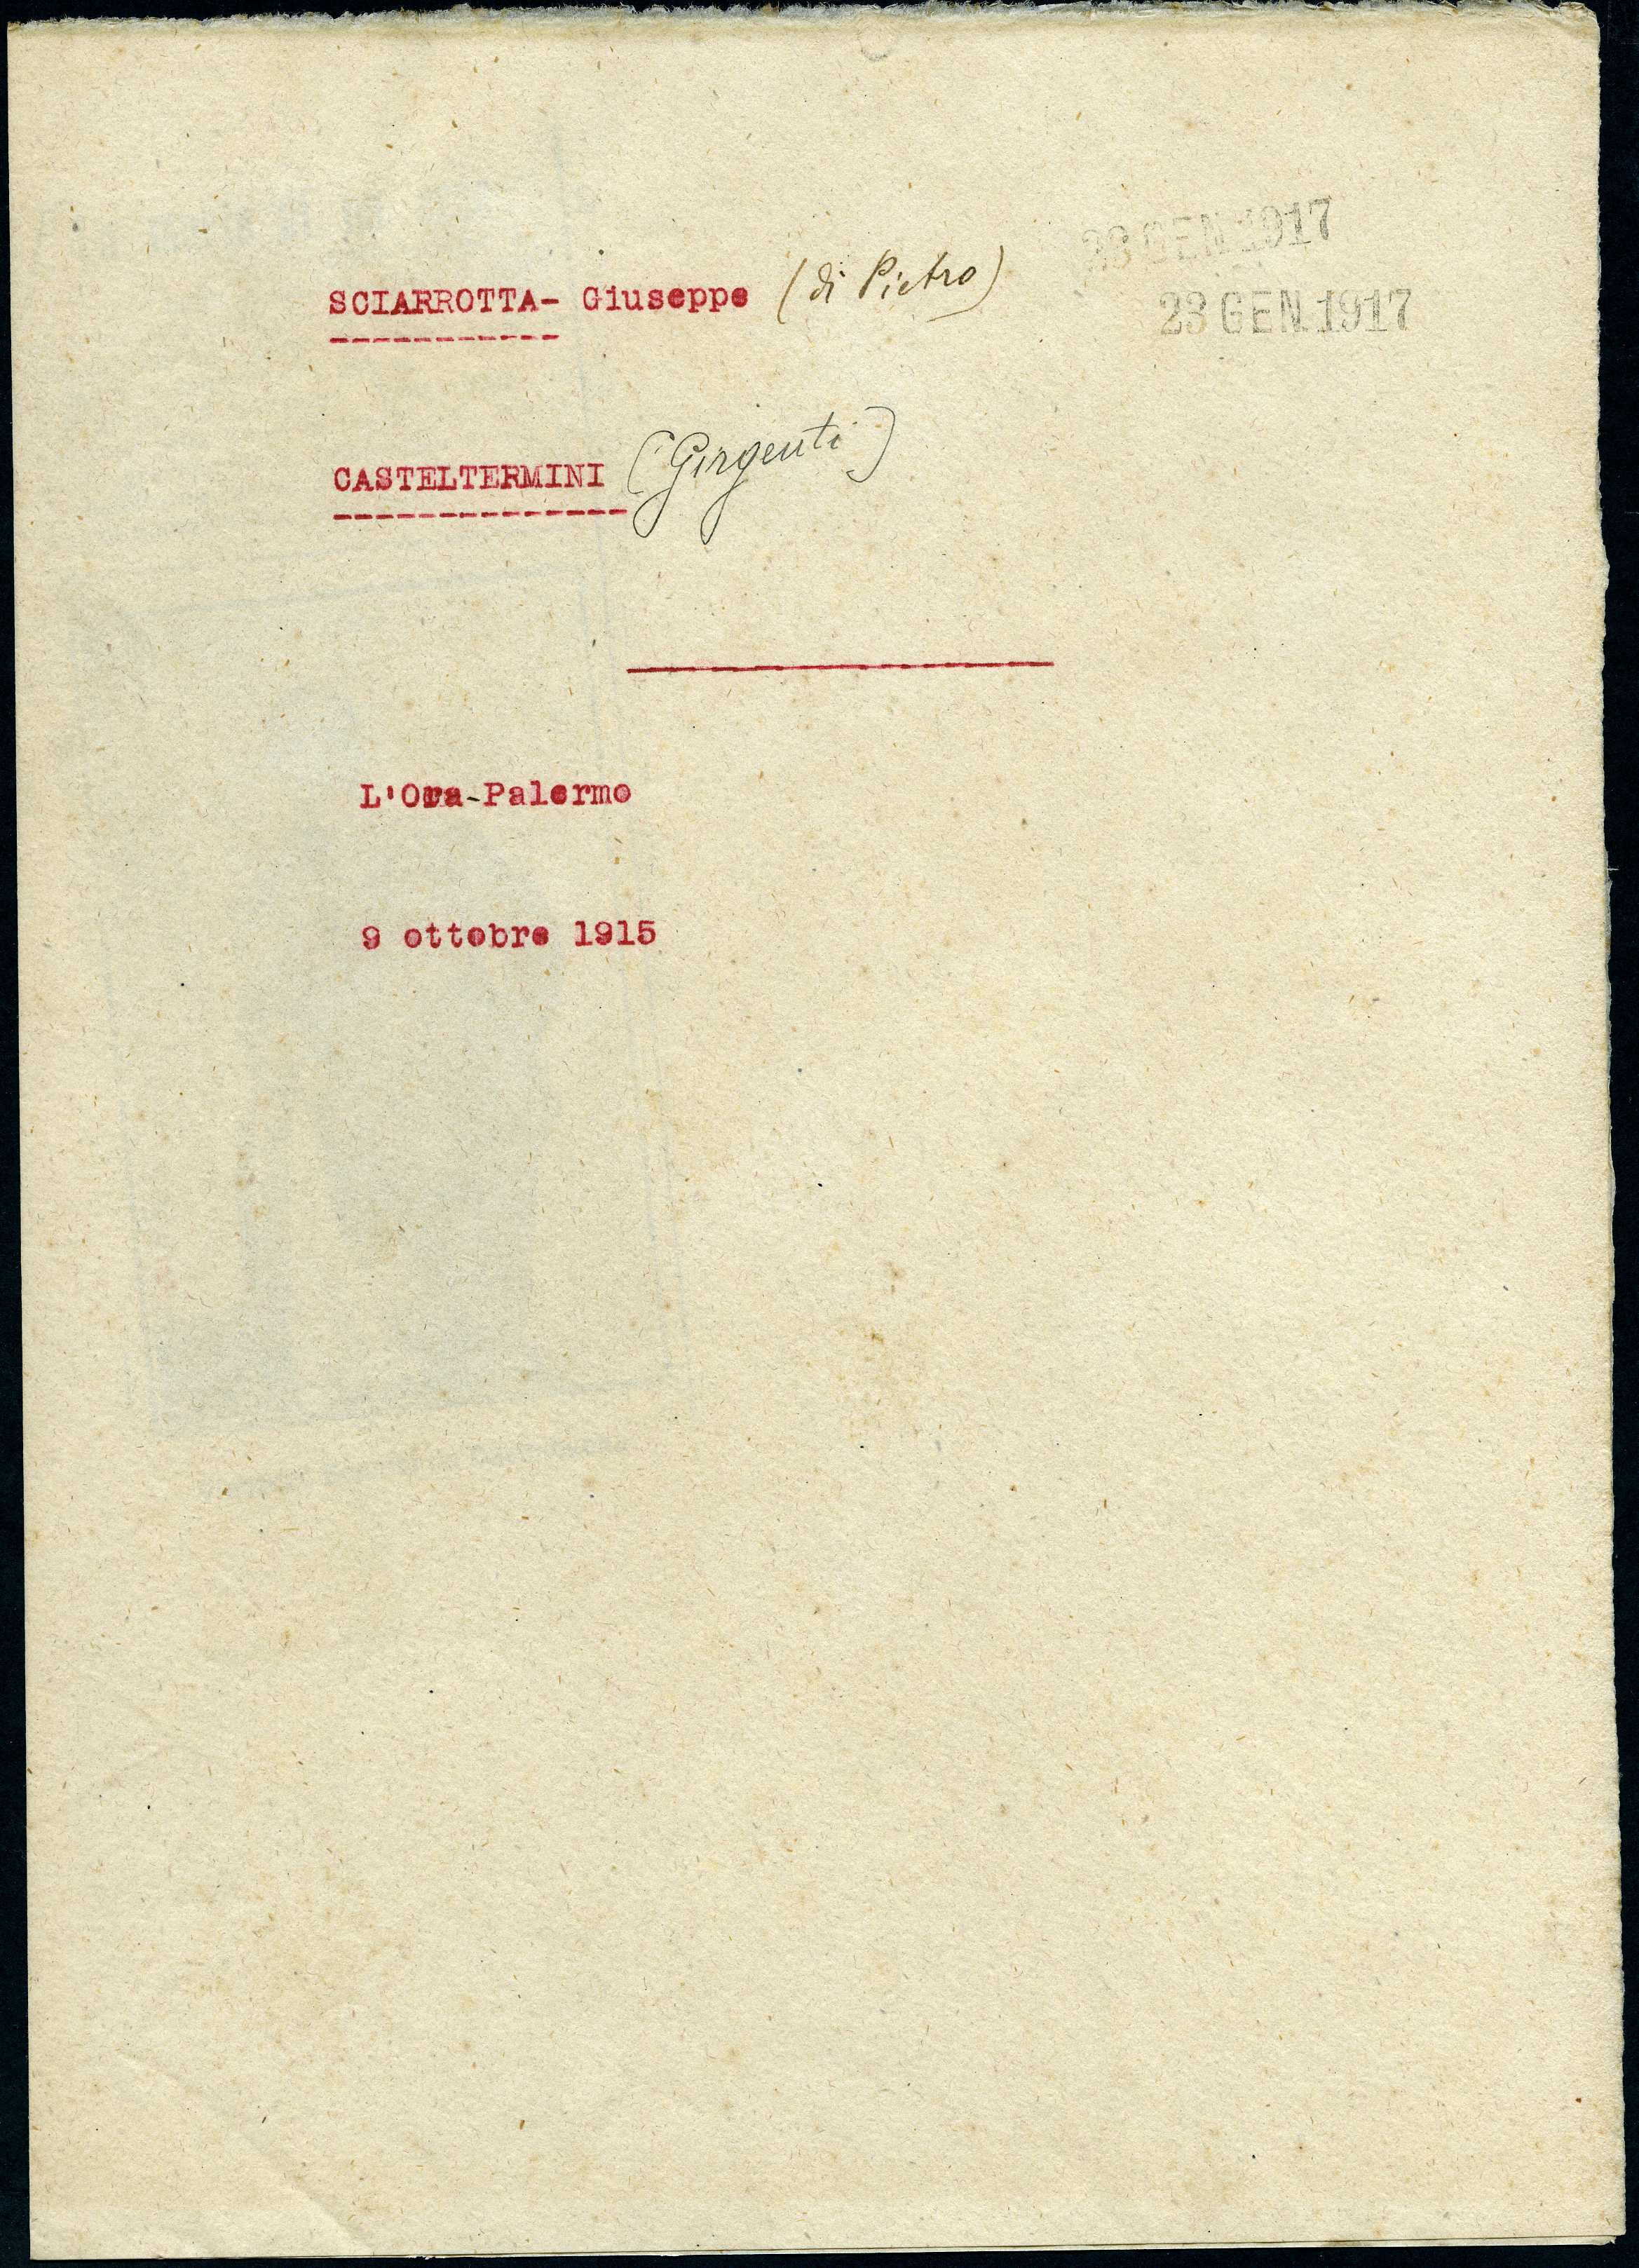 28 GEN 1917
SCIARROTTA- Giuseppe (di Pietro)
23 GEN. 1917
CASTELTERMINI (Girgenti)
L'Ora-Palermo
9 ottobre 1915